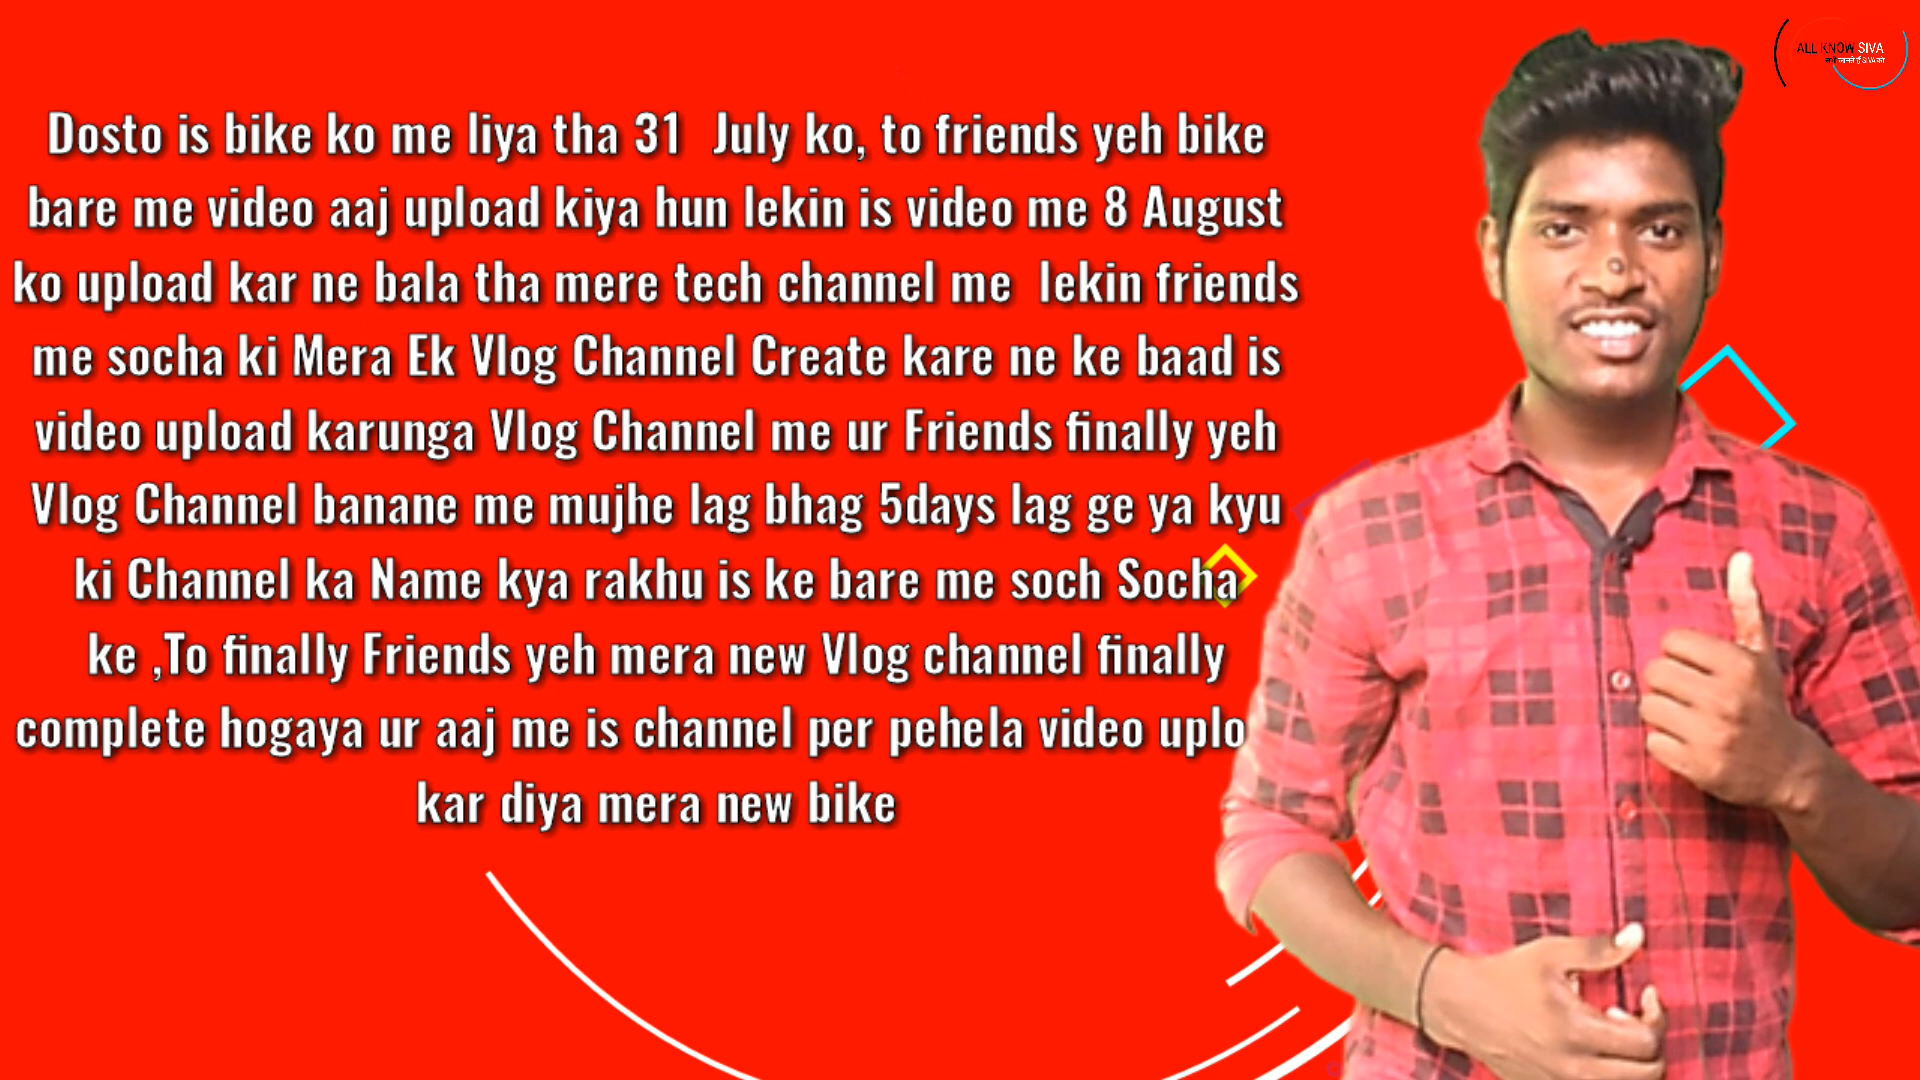 ALL KNOW SIVA
सभी जानते हैं SIVA को
Dosto is bike ko me liya tha 31 July ko, to friends yeh bike
bare me video aaj upload kiya hun lekin is video me 8 August
ko upload kar ne bala tha mere tech channel me lekin friends
me socha ki Mera Ek Vlog Channel Create kare ne ke baad is
video upload karunga Vlog Channel me ur Friends finally yeh
Vlog Channel banane me mujhe lag bhag 5days lag ge ya kyu
ki Channel ka Name kya rakhu is ke bare me soch Socha
ke ,To finally Friends yeh mera new Vlog channel finally
complete hogaya ur aaj me is channel per pehela video uplo
kar diya mera new bike